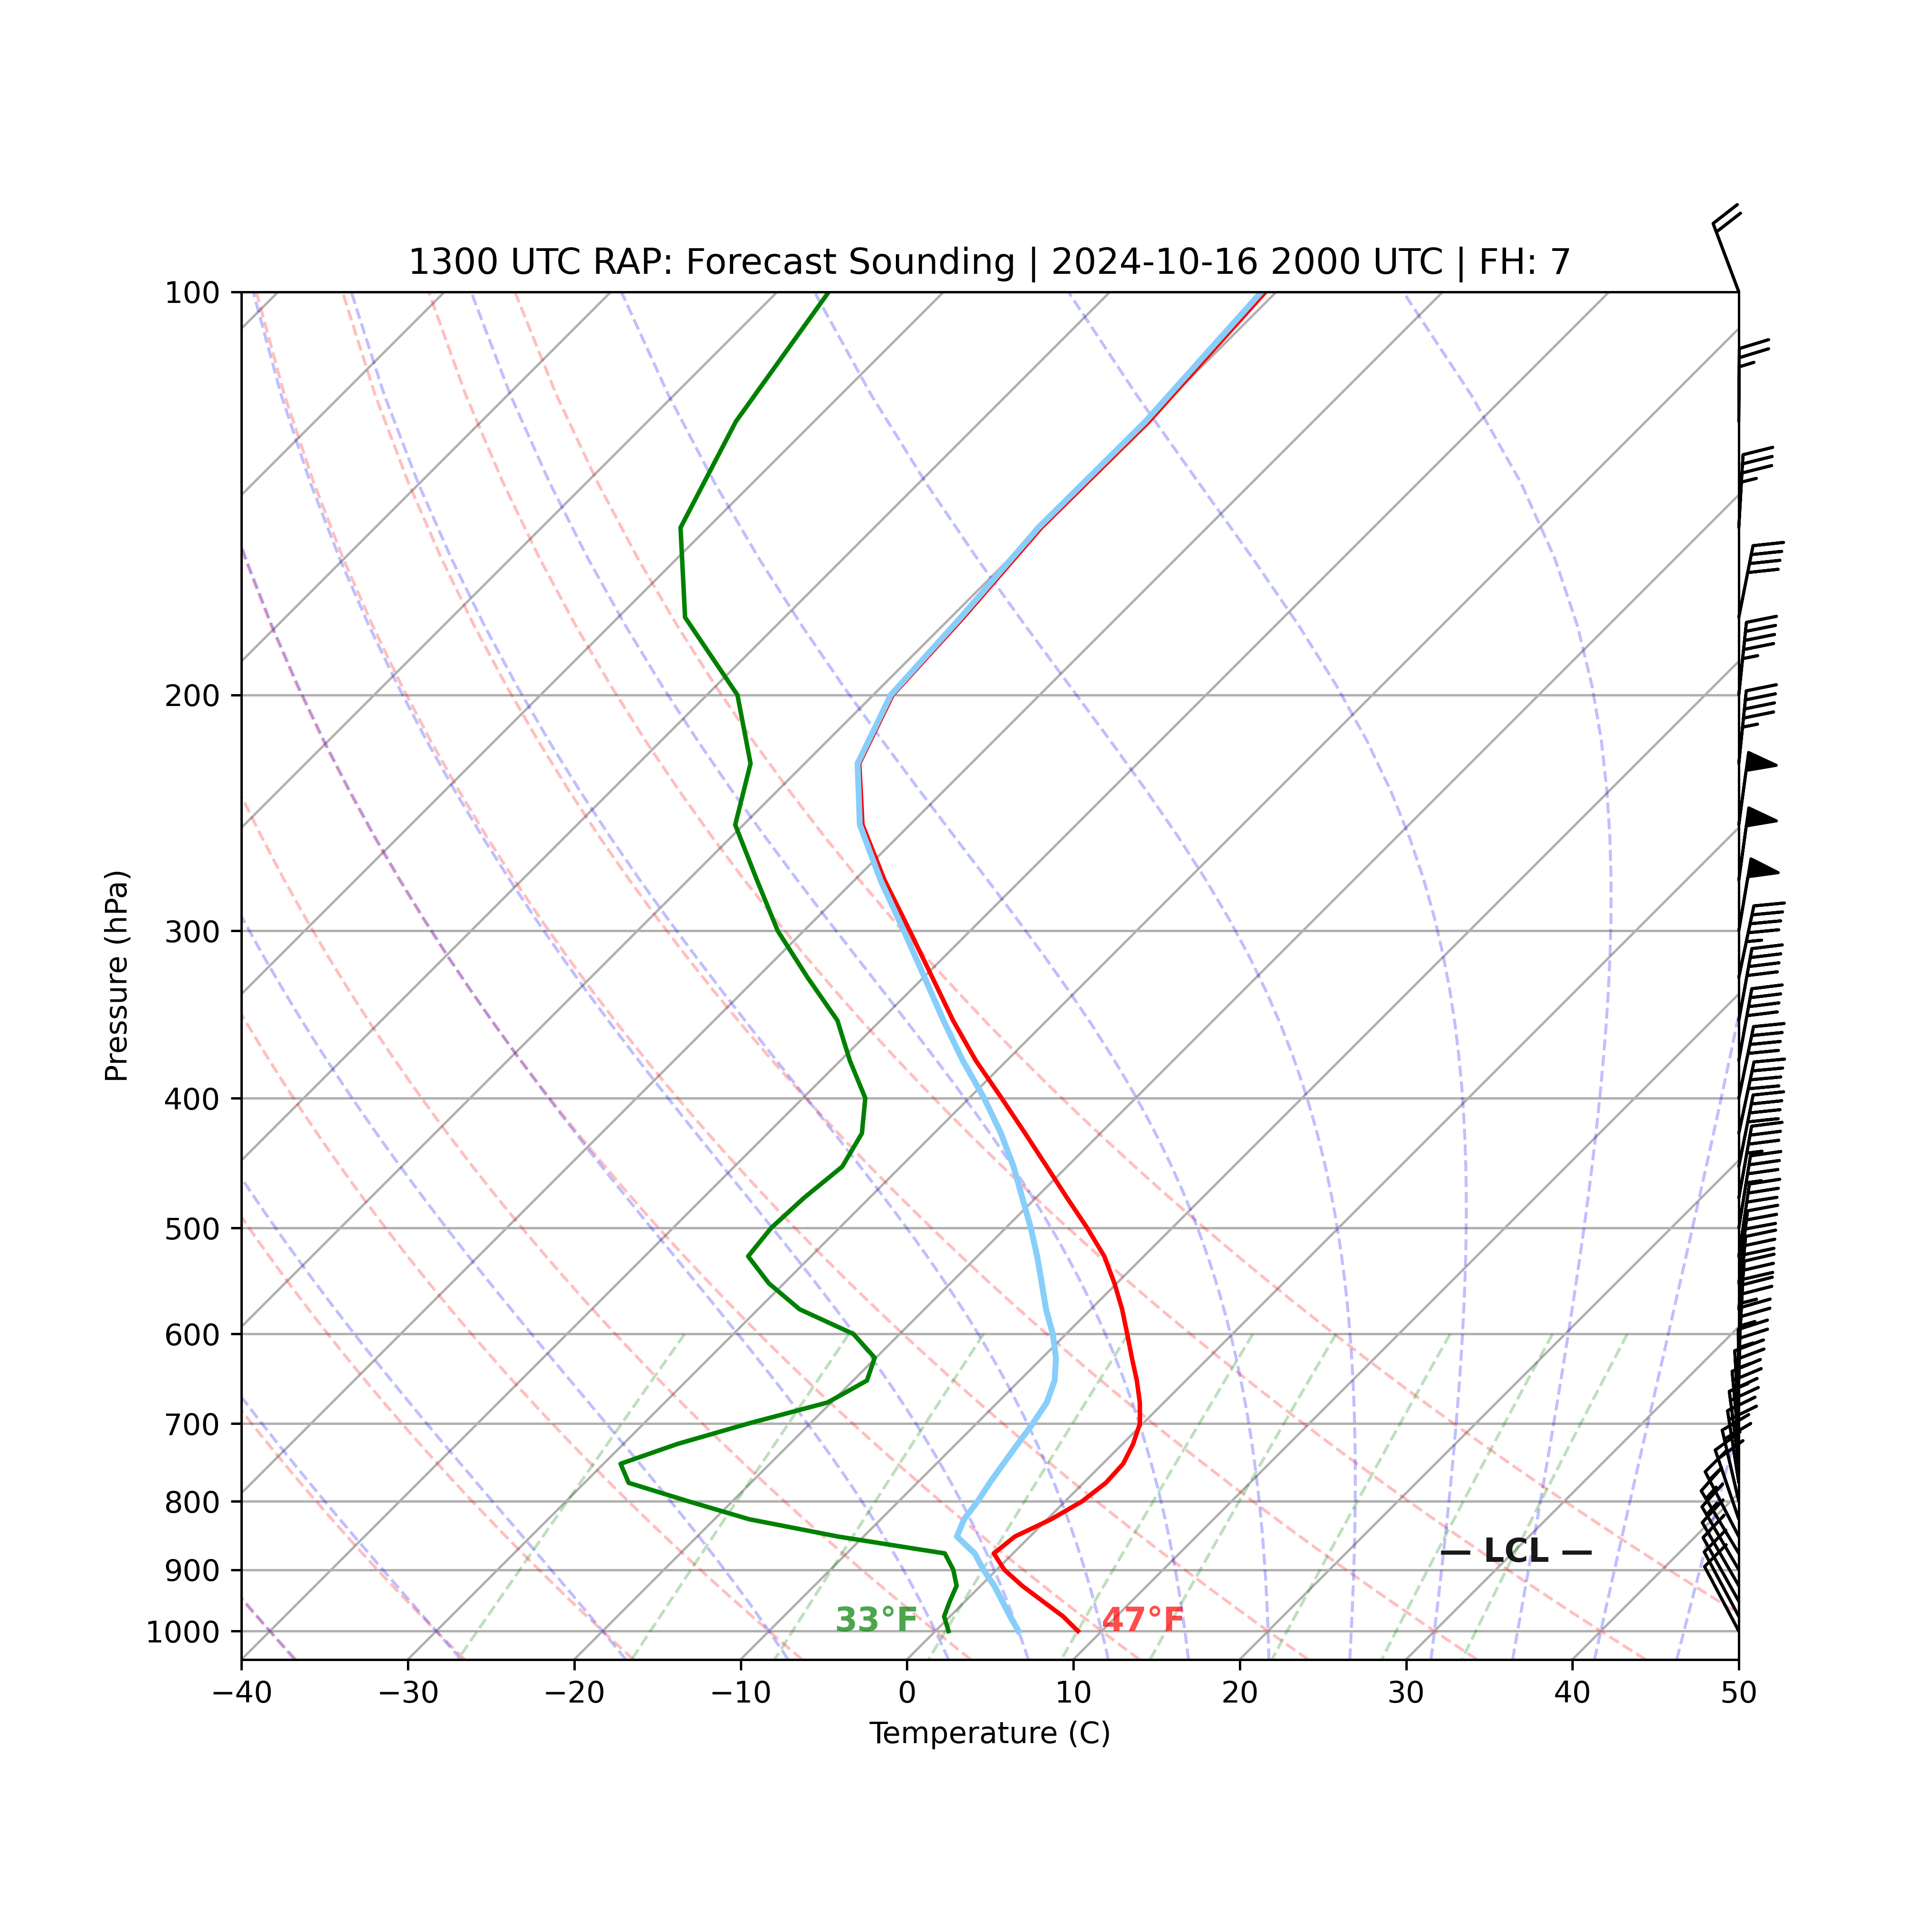 1300 UTC RAP: Forecast Sounding | 2024-10-16 2000 UTC | FH: 7
100
200
300
400
500
600
700
800
900
1000
Pressure (hPa)
— LCL —
33°F
47°F
−40 −30 −20 −10 0 10 20 30 40 50
Temperature (C)